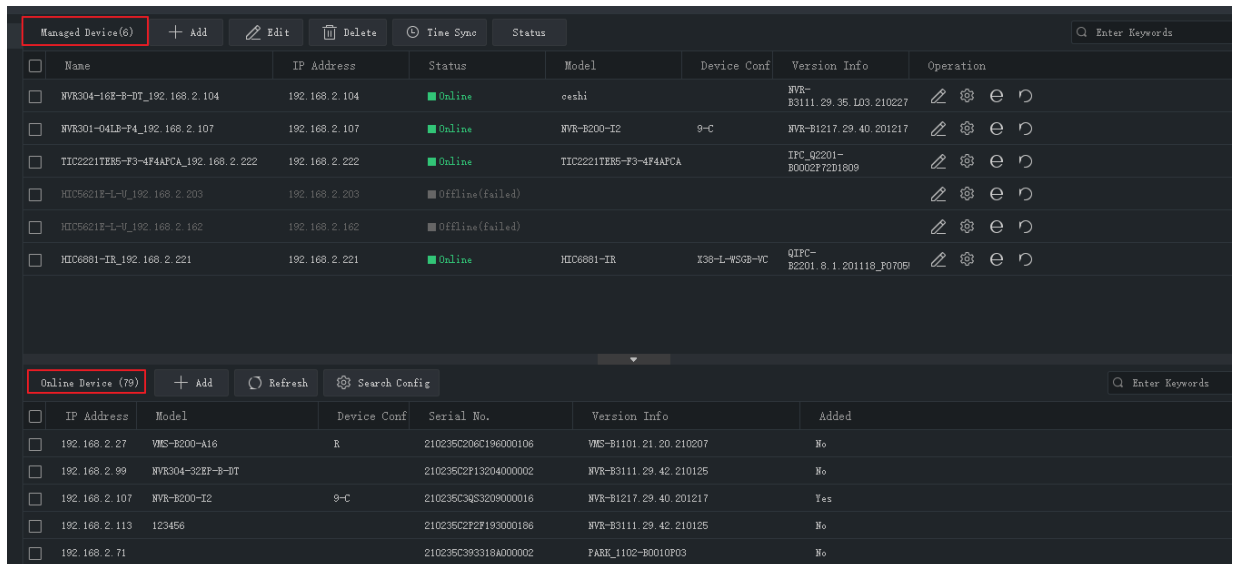 Managed Device(6) Add Edit Delete Time Sync Status Enter Keywords
Name IP Address Status Model Device Conf Version Info Operation
NVR304-16E-B-DT_192.168.2.104 192.168.2.104 Online ceshi NVR-
B3111.29.35.L03.210227
NVR301-04LB-P4_192.168.2.107 192.168.2.107 Online NVR-B200-I2 9-C NVR-B1217.29.40.201217
TIC2221TER5-F3-4F4APCA_192.168.2.222 192.168.2.222 Online TIC2221TER5-F3-4F4APCA IPC_Q2201-
B0002P72D1809
HIC5621E-L-U_192.168.2.203 192.168.2.203 Offline(failed)
HIC5621E-L-U_192.168.2.162 192.168.2.162 Offline(failed)
HIC6881-IR_192.168.2.221 192.168.2.221 Online HIC6881-IR X38-L-WSGB-VC QIPC-
B2201.8.1.201118_P0705
Online Device (79) Add Refresh Search Config Enter Keywords
IP Address Model Device Conf Serial No. Version Info Added
192.168.2.27 VMS-B200-A16 R 210235C206C196000106 VMS-B1101.21.20.210207 No
192.168.2.99 NVR304-32EP-B-DT 210235C2P13204000002 NVR-B3111.29.42.210125 No
192.168.2.107 NVR-B200-I2 9-C 210235C3QS3209000016 NVR-B1217.29.40.201217 Yes
192.168.2.113 123456 210235C2P2F193000186 NVR-B3111.29.42.210125 No
192.168.2.71 210235C393318A000002 PARK_1102-B0010P03 No